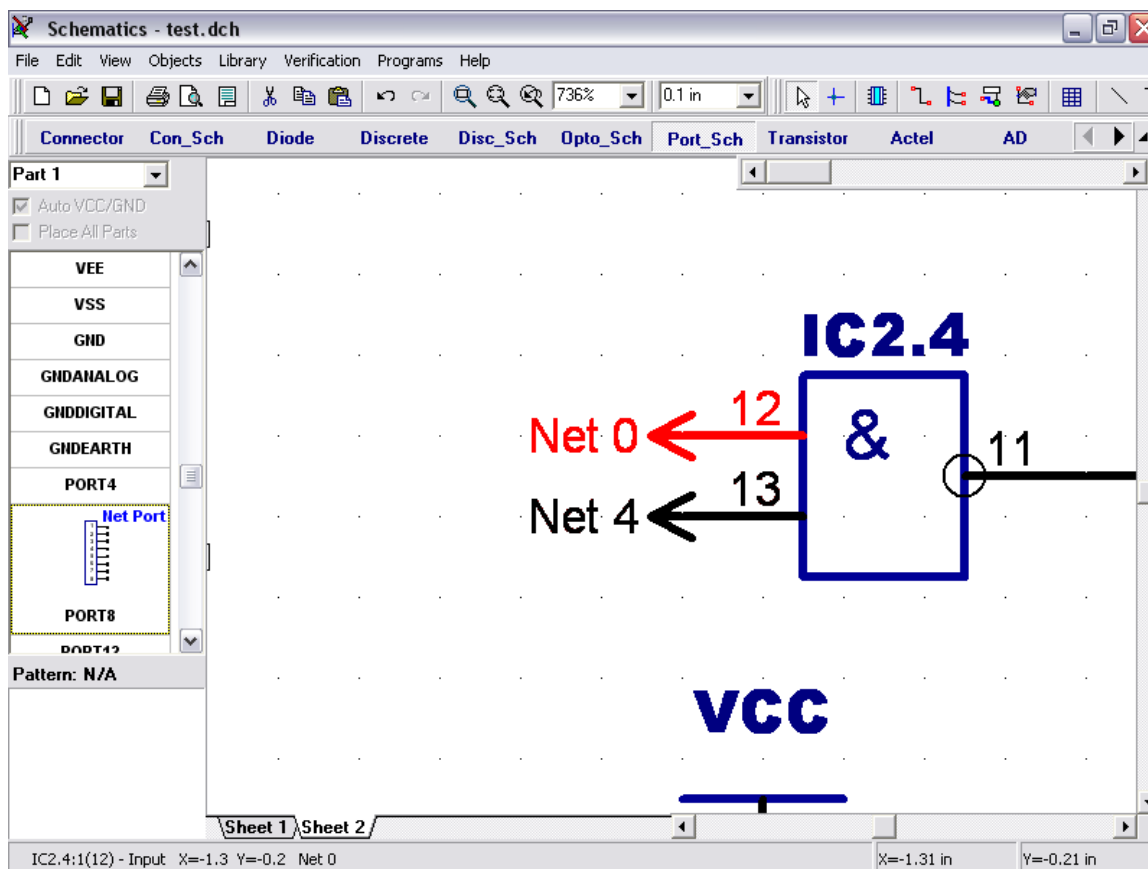 Schematics - test.dch
File Edit View Objects Library Verification Programs Help
736% 0.1 in
Connector Con_Sch Diode Discrete Disc_Sch Opto_Sch Port_Sch Transistor Actel AD
Part 1
Auto VCC/GND
Place All Parts
VEE
VSS
GND
GNDANALOG
GNDDIGITAL
GNDEARTH
PORT4
Net Port
PORT8
PORT12
Pattern: N/A
IC2.4
Net 0 12 &
Net 4 13 11
VCC
Sheet 1 Sheet 2
IC2.4:1(12) - Input X=-1.3 Y=-0.2 Net 0 X=-1.31 in Y=-0.21 in